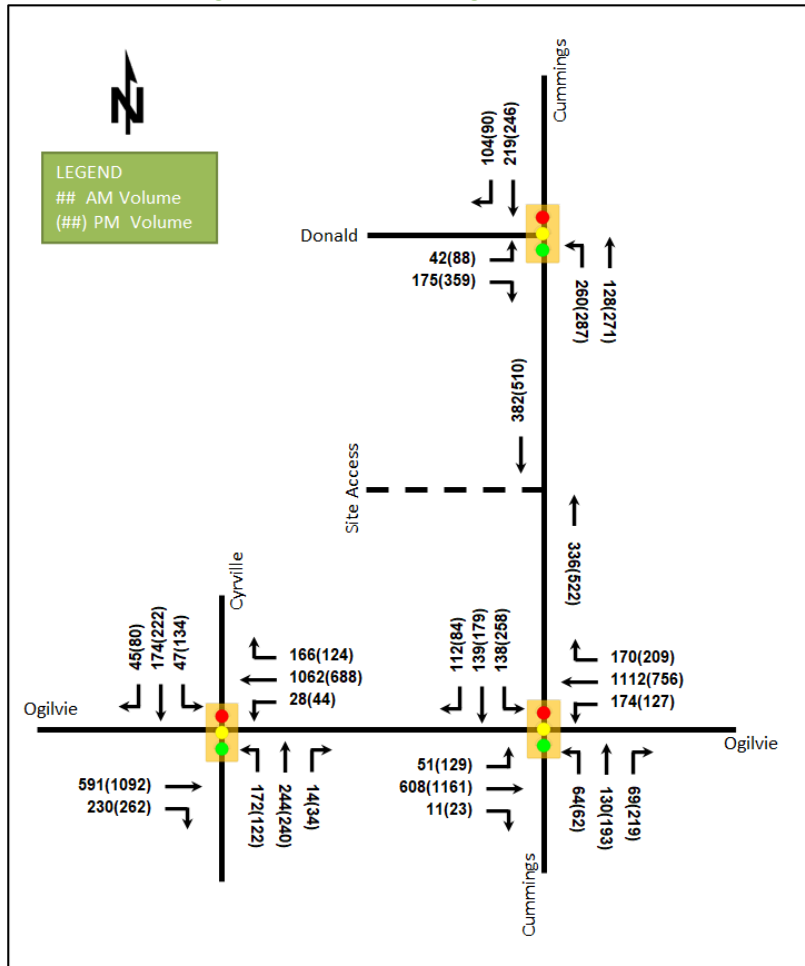 Cummings
N
LEGEND
## AM Volume
(##) PM Volume
104(90)
219(246)
Donald
42(88)
175(359)
260(287)
128(271)
382(510)
Site Access
336(522)
Cyrville
45(80)
174(222)
47(134)
166(124)
1062(688)
28(44)
112(84)
139(179)
138(258)
170(209)
1112(756)
174(127)
Ogilvie
Ogilvie
591(1092)
230(262)
172(122)
244(240)
14(34)
51(129)
608(1161)
11(23)
64(62)
130(193)
69(219)
Cummings